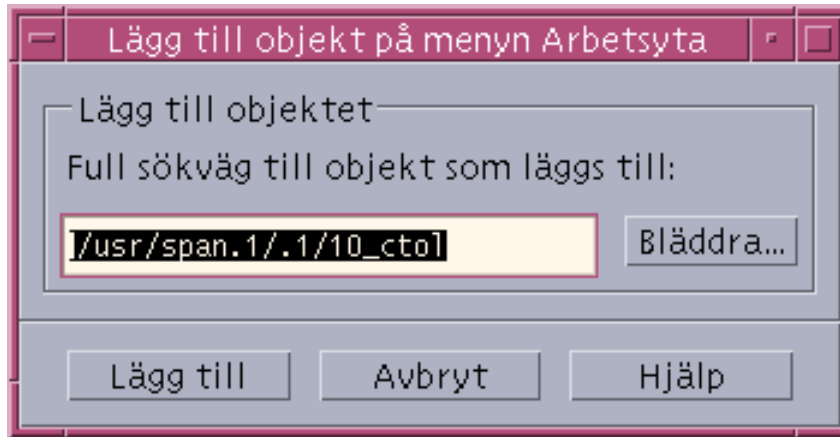 Lägg till objekt på menyn Arbetsyta
Lägg till objektet
Full sökväg till objekt som läggs till:
/usr/span.1/.1/10_ctol
Bläddra...
Lägg till
Avbryt
Hjälp